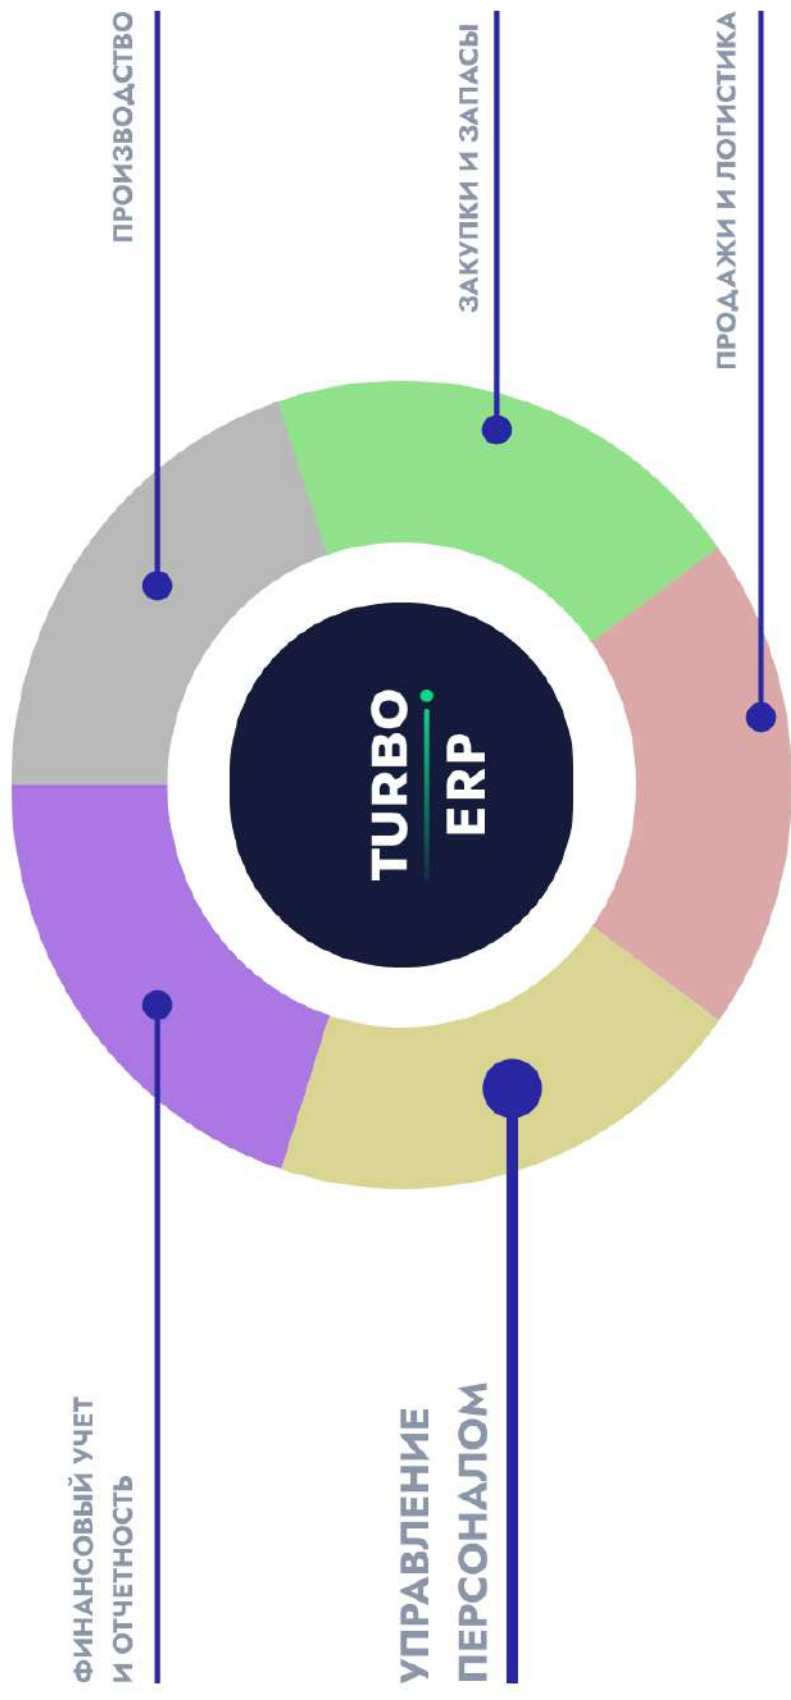 ФИНАНСОВЫЙ УЧЕТ
И ОТЧЕТНОСТЬ
ПРОИЗВОДСТВО
TURBO
ERP
УПРАВЛЕНИЕ
ПЕРСОНАЛОМ
ЗАКУПКИ И ЗАПАСЫ
ПРОДАЖИ И ЛОГИСТИКА